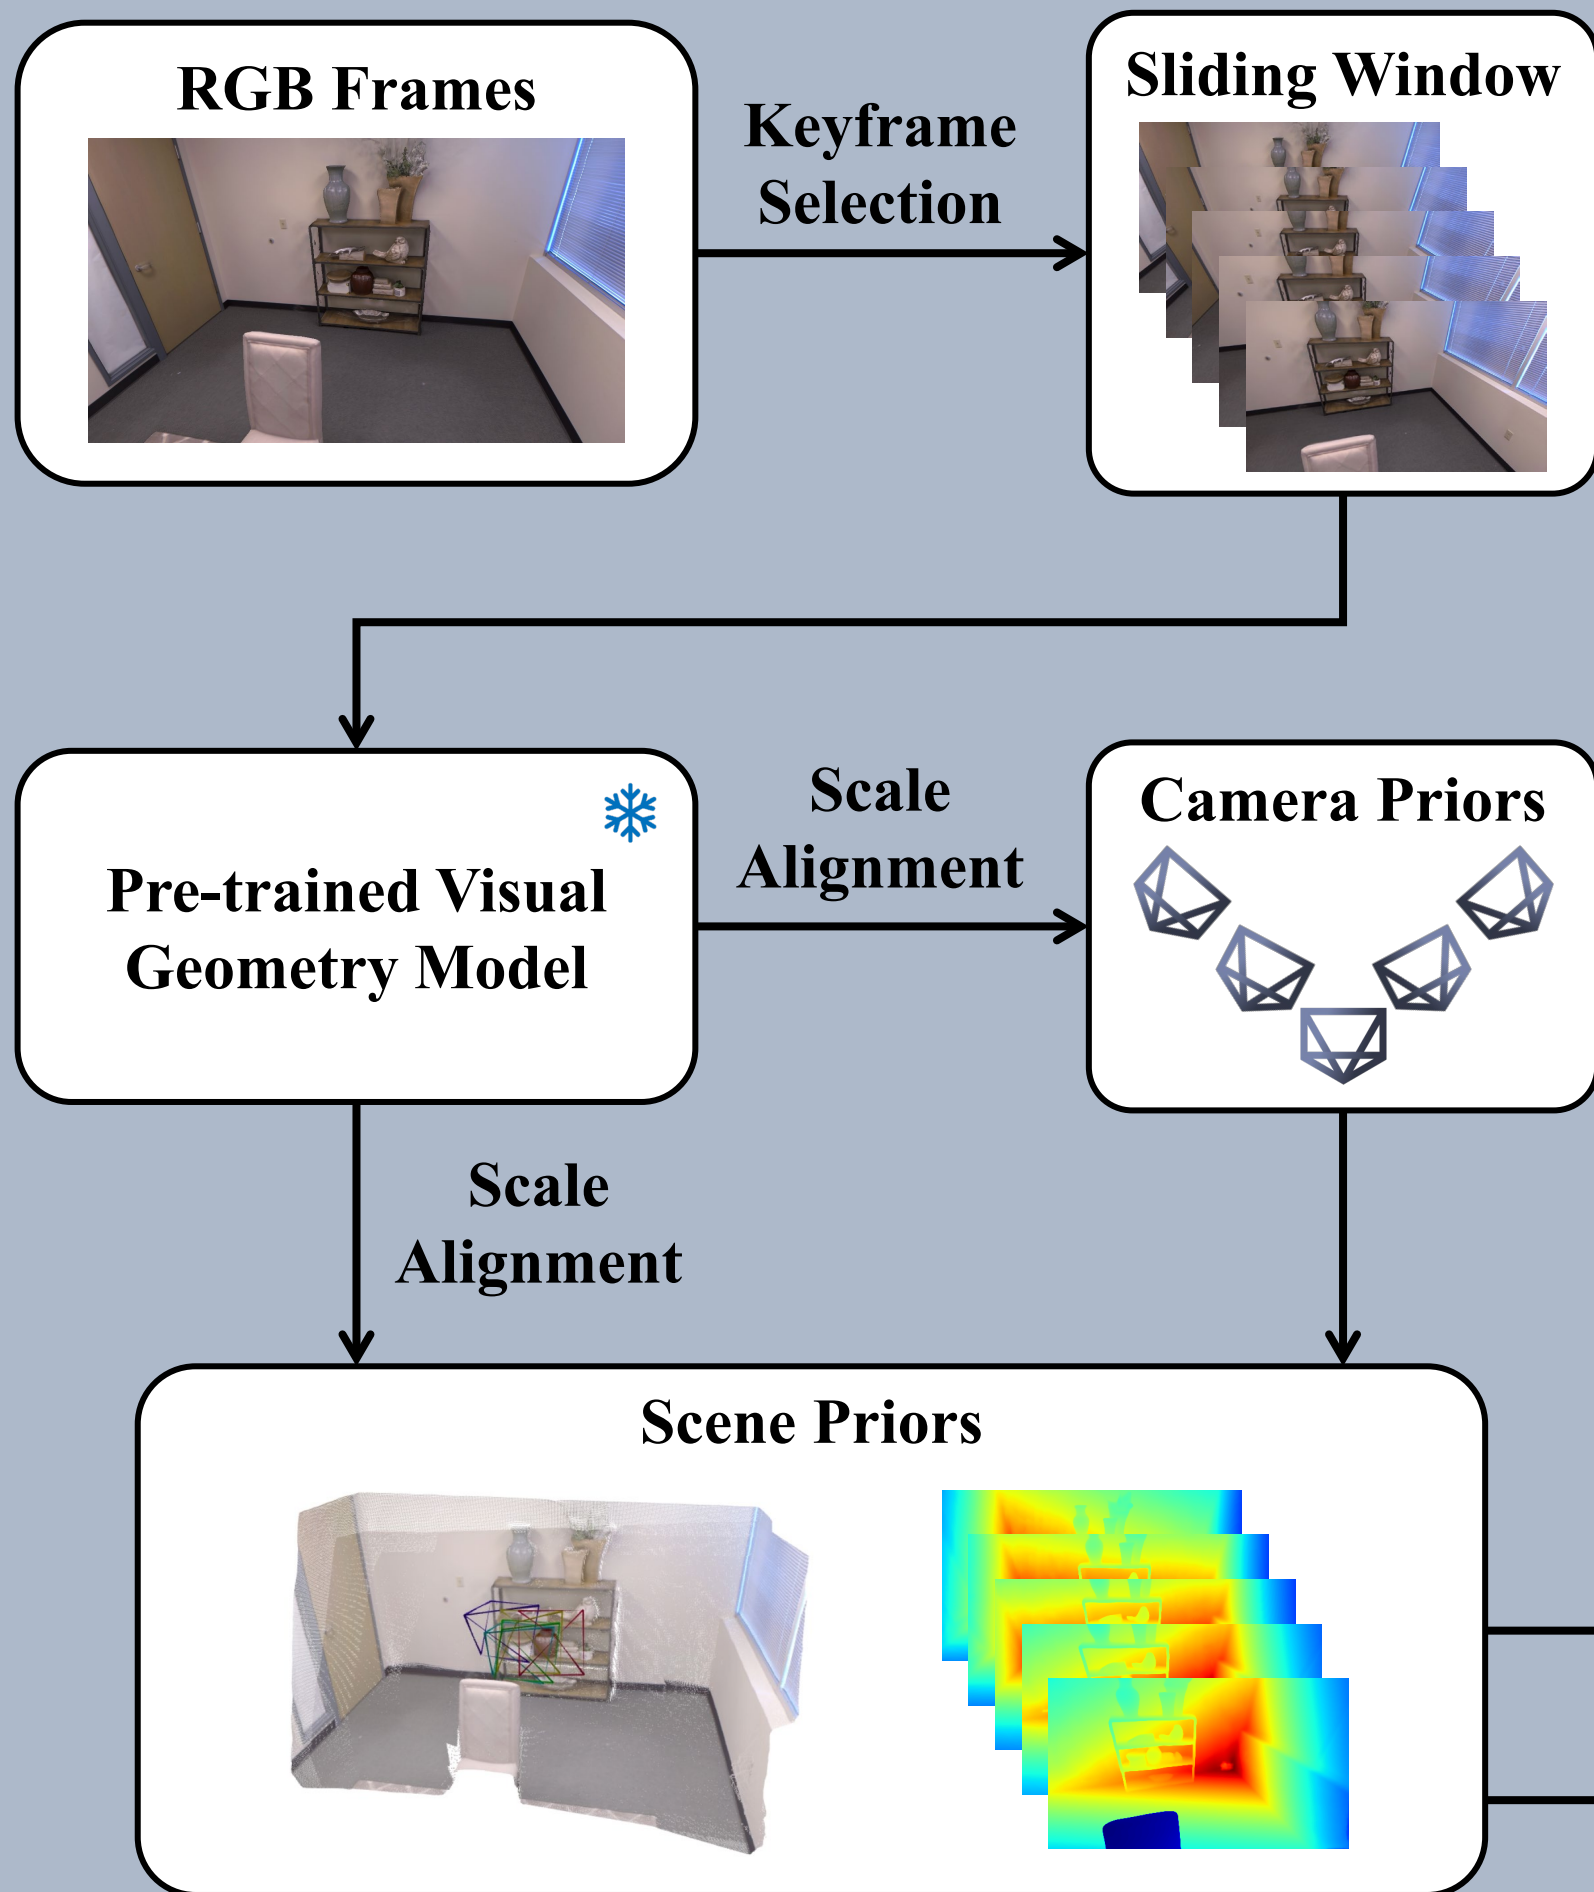 RGB Frames
Keyframe
Selection
Sliding Window
Pre-trained Visual
Geometry Model
Scale
Alignment
Camera Priors
Scale
Alignment
Scene Priors